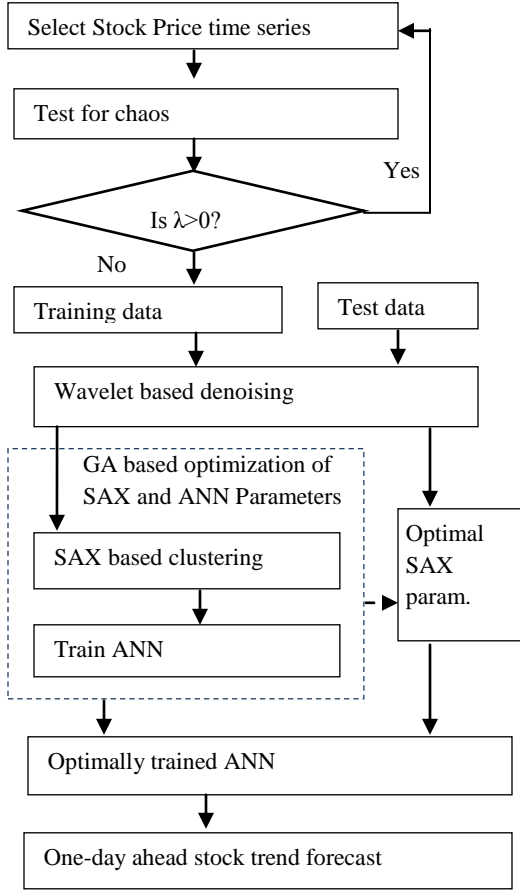 Select Stock Price time series
Test for chaos
Yes
Is λ>0?
No
Training data
Test data
Wavelet based denoising
GA based optimization of
SAX and ANN Parameters
SAX based clustering
Optimal
SAX
param.
Train ANN
Optimally trained ANN
One-day ahead stock trend forecast